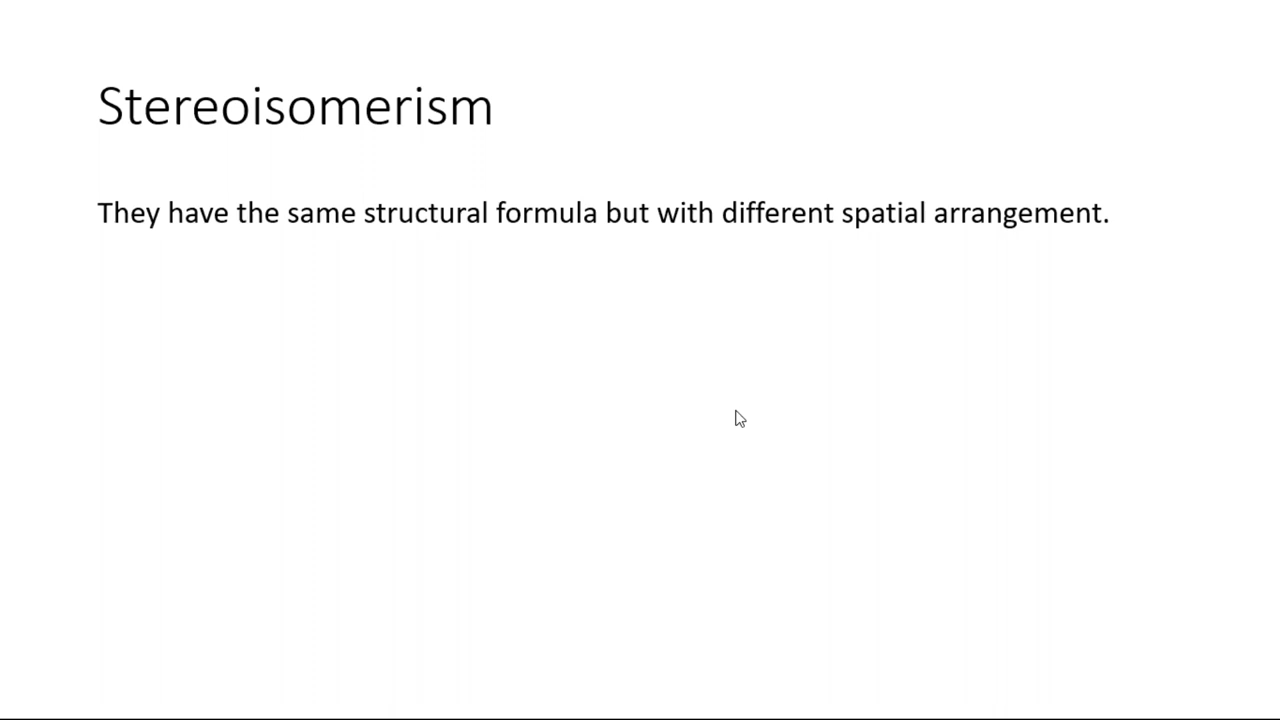 Stereoisomerism
They have the same structural formula but with different spatial arrangement.